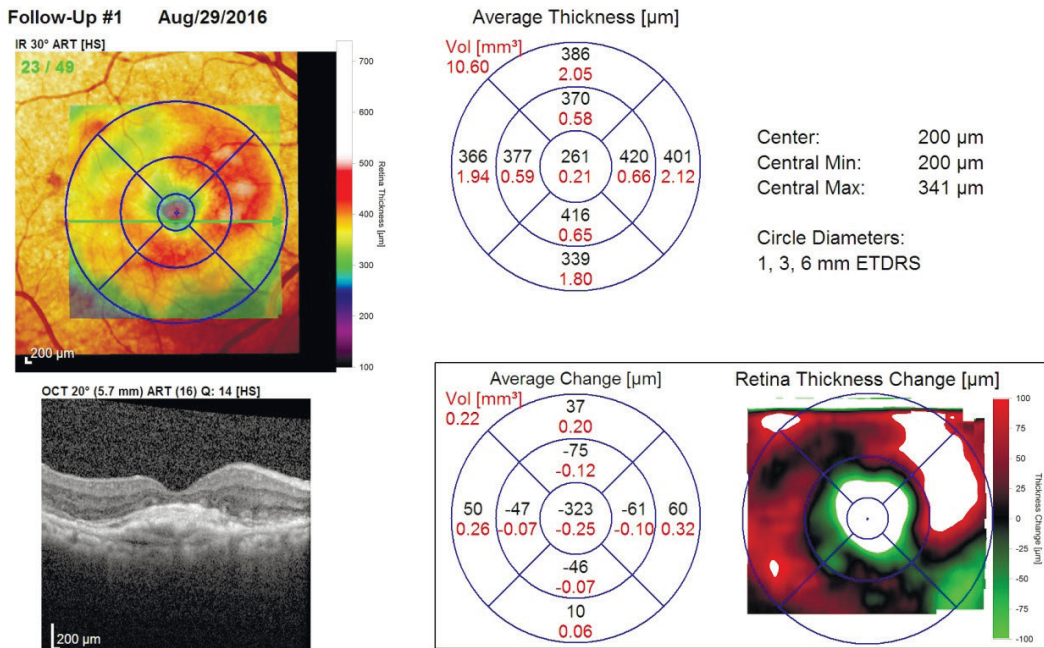 Follow-Up #1 Aug/29/2016
IR 30° ART [HS]
23 / 49
700
600
500
400
300
200
100
Retina Thickness [µm]
200 µm
Average Thickness [µm]
Vol [mm³]
10.60
386
2.05
370
0.58
366 377 261 420 401
1.94 0.59 0.21 0.66 2.12
416
0.65
339
1.80
Center: 200 µm
Central Min: 200 µm
Central Max: 341 µm
Circle Diameters:
1, 3, 6 mm ETDRS
OCT 20° (5.7 mm) ART (16) Q: 14 [HS]
200 µm
Average Change [µm]
Vol [mm³]
0.22
37
0.20
-75
-0.12
50 -47 -323 -61 60
0.26 -0.07 -0.25 -0.10 0.32
-46
-0.07
10
0.06
Retina Thickness Change [µm]
100
75
50
25
0
-25
-50
-75
-100
Thickness Change [µm]